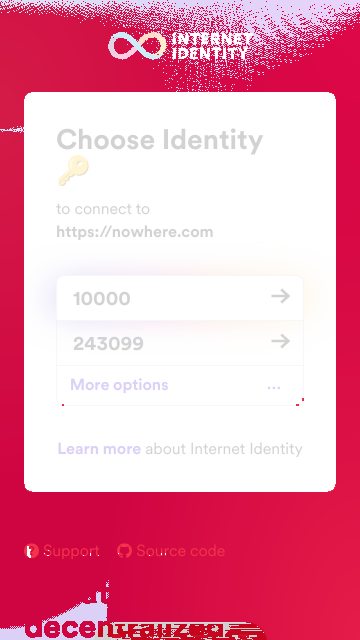 INTERNET
IDENTITY
Choose Identity
to connect to
https://nowhere.com
10000
243099
More options ...
Learn more about Internet Identity
Support Source code
decentralized